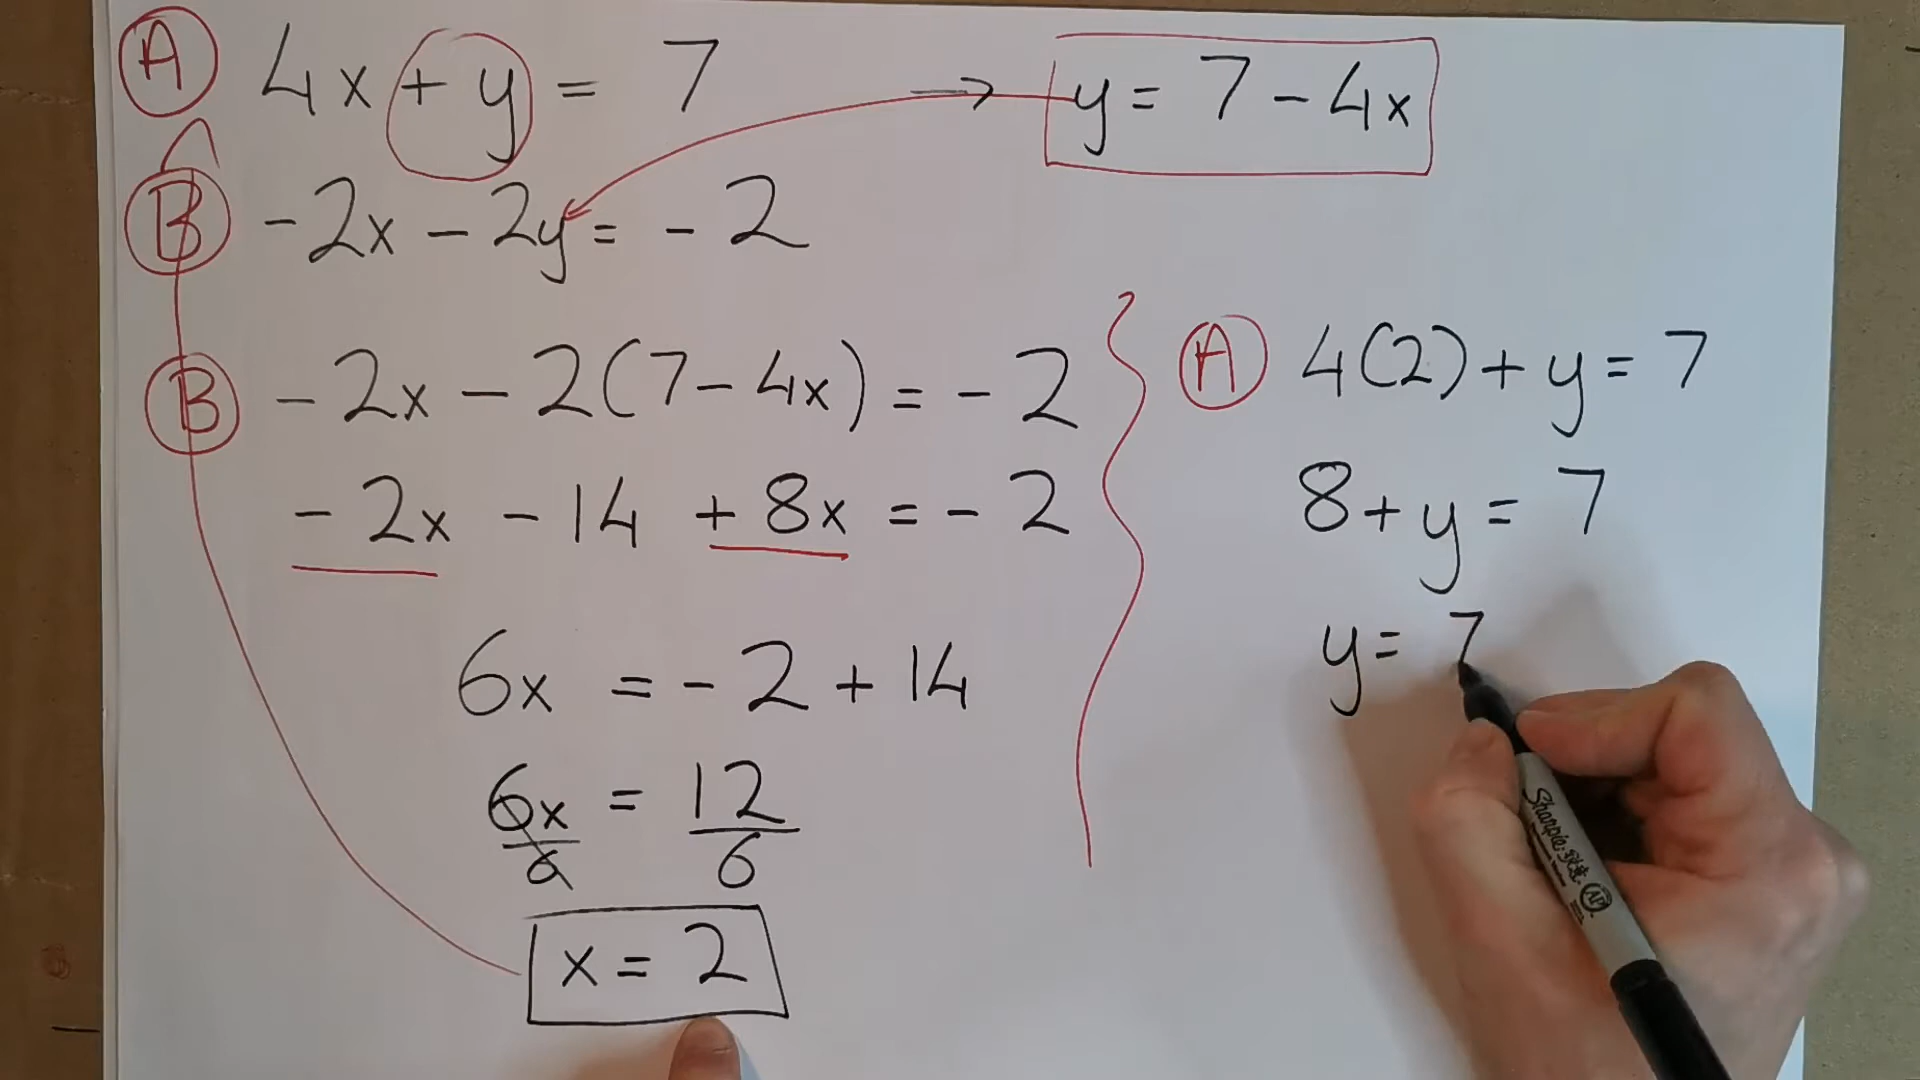 A 4x + y = 7 → y = 7 - 4x
B -2x - 2y = -2
B -2x - 2(7 - 4x) = -2
-2x - 14 + 8x = -2
6x = -2 + 14
6x/6 = 12/6
x = 2
A 4(2) + y = 7
8 + y = 7
y = 7
Sharpie
AP